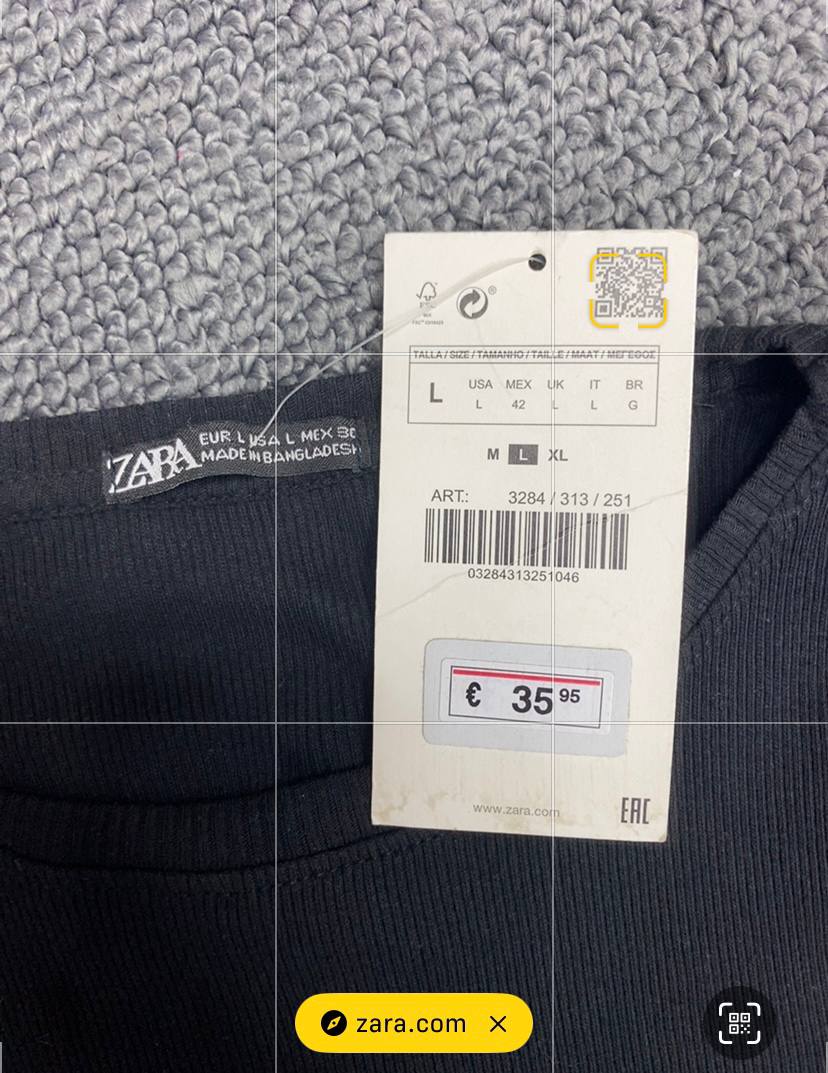 FSC
®
TALLA / SIZE / TAMANHO / TAILLE / MAAT / ΜΕΓΕΘΟΣ
L
USA MEX UK IT BR
L 42 L L G
M L XL
ZARA
EUR L USA L MEX
MADE IN BANGLADESH
ART.: 3284 / 313 / 251
03284313251046
€ 35 95
www.zara.com
EAC
zara.com